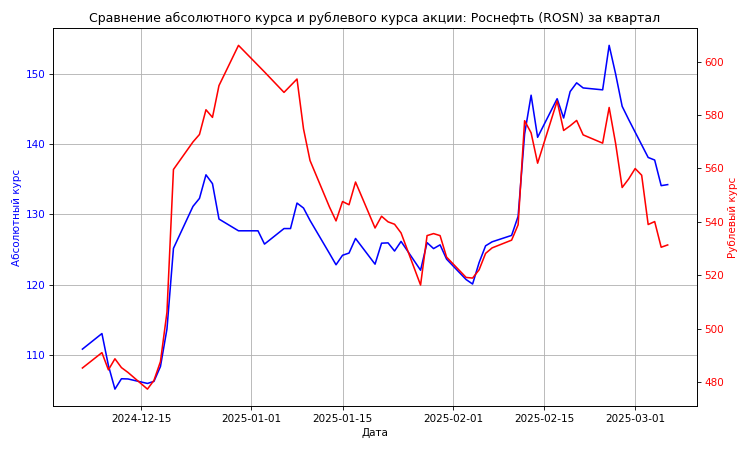 Сравнение абсолютного курса и рублевого курса акции: Роснефть (ROSN) за квартал
Абсолютный курс
150
140
130
120
110
Рублевый курс
600
580
560
540
520
500
480
2024-12-15 2025-01-01 2025-01-15 2025-02-01 2025-02-15 2025-03-01
Дата